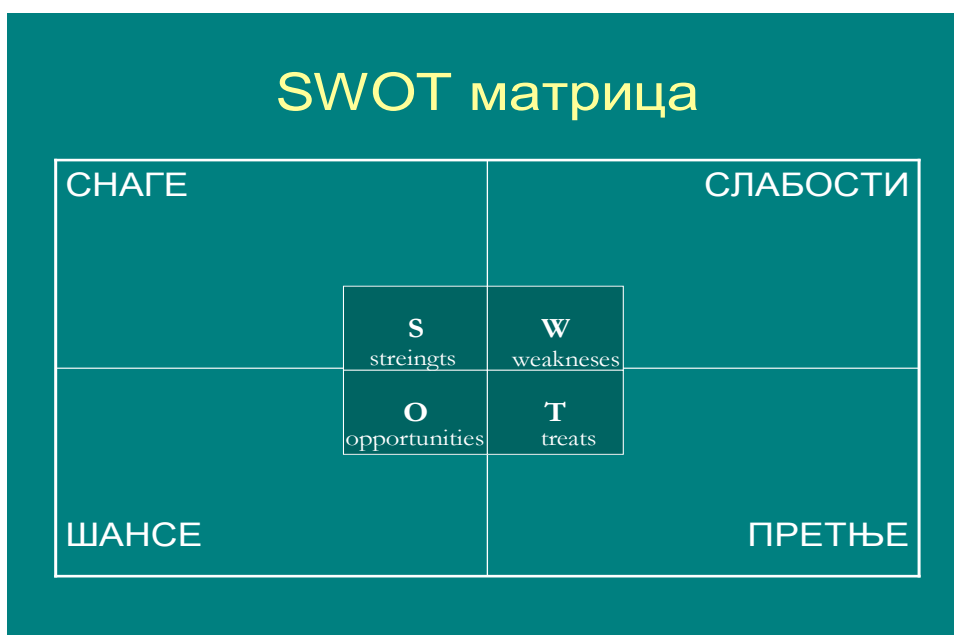 SWOT матрица
СНАГЕ
СЛАБОСТИ
S
streingts
W
weakneses
O
opportunities
T
treats
ШАНСЕ
ПРЕТЊЕ